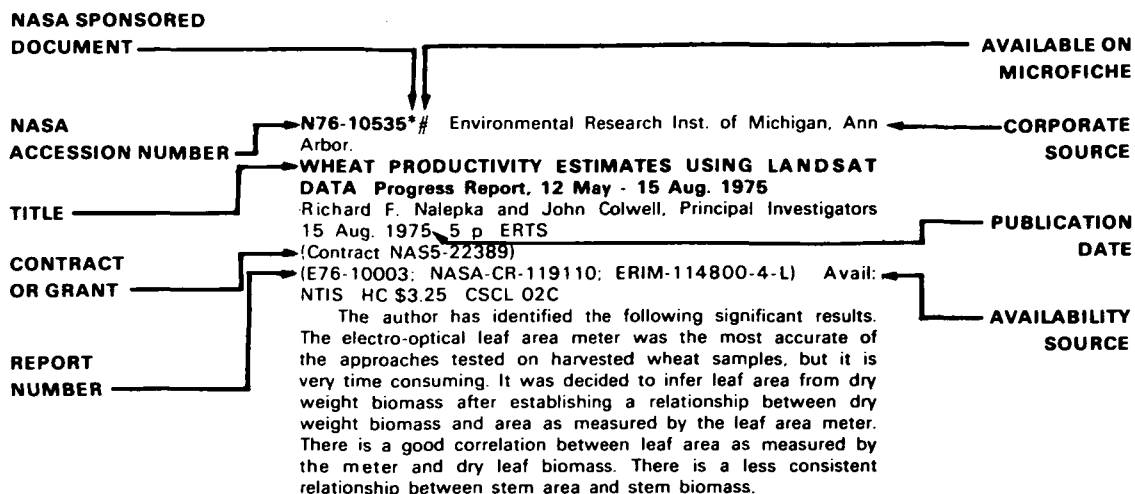 NASA SPONSORED
DOCUMENT
AVAILABLE ON
MICROFICHE
NASA
ACCESSION NUMBER
N76-10535*# Environmental Research Inst. of Michigan, Ann
Arbor.
CORPORATE
SOURCE
TITLE
WHEAT PRODUCTIVITY ESTIMATES USING LANDSAT
DATA Progress Report, 12 May - 15 Aug. 1975
Richard F. Nalepka and John Colwell, Principal Investigators
15 Aug. 1975 5 p ERTS
PUBLICATION
DATE
CONTRACT
OR GRANT
(Contract NAS5-22389)
(E76-10003; NASA-CR-119110; ERIM-114800-4-L) Avail:
NTIS HC $3.25 CSCL 02C
AVAILABILITY
SOURCE
REPORT
NUMBER
The author has identified the following significant results.
The electro-optical leaf area meter was the most accurate of
the approaches tested on harvested wheat samples, but it is
very time consuming. It was decided to infer leaf area from dry
weight biomass after establishing a relationship between dry
weight biomass and area as measured by the leaf area meter.
There is a good correlation between leaf area as measured by
the meter and dry leaf biomass. There is a less consistent
relationship between stem area and stem biomass.